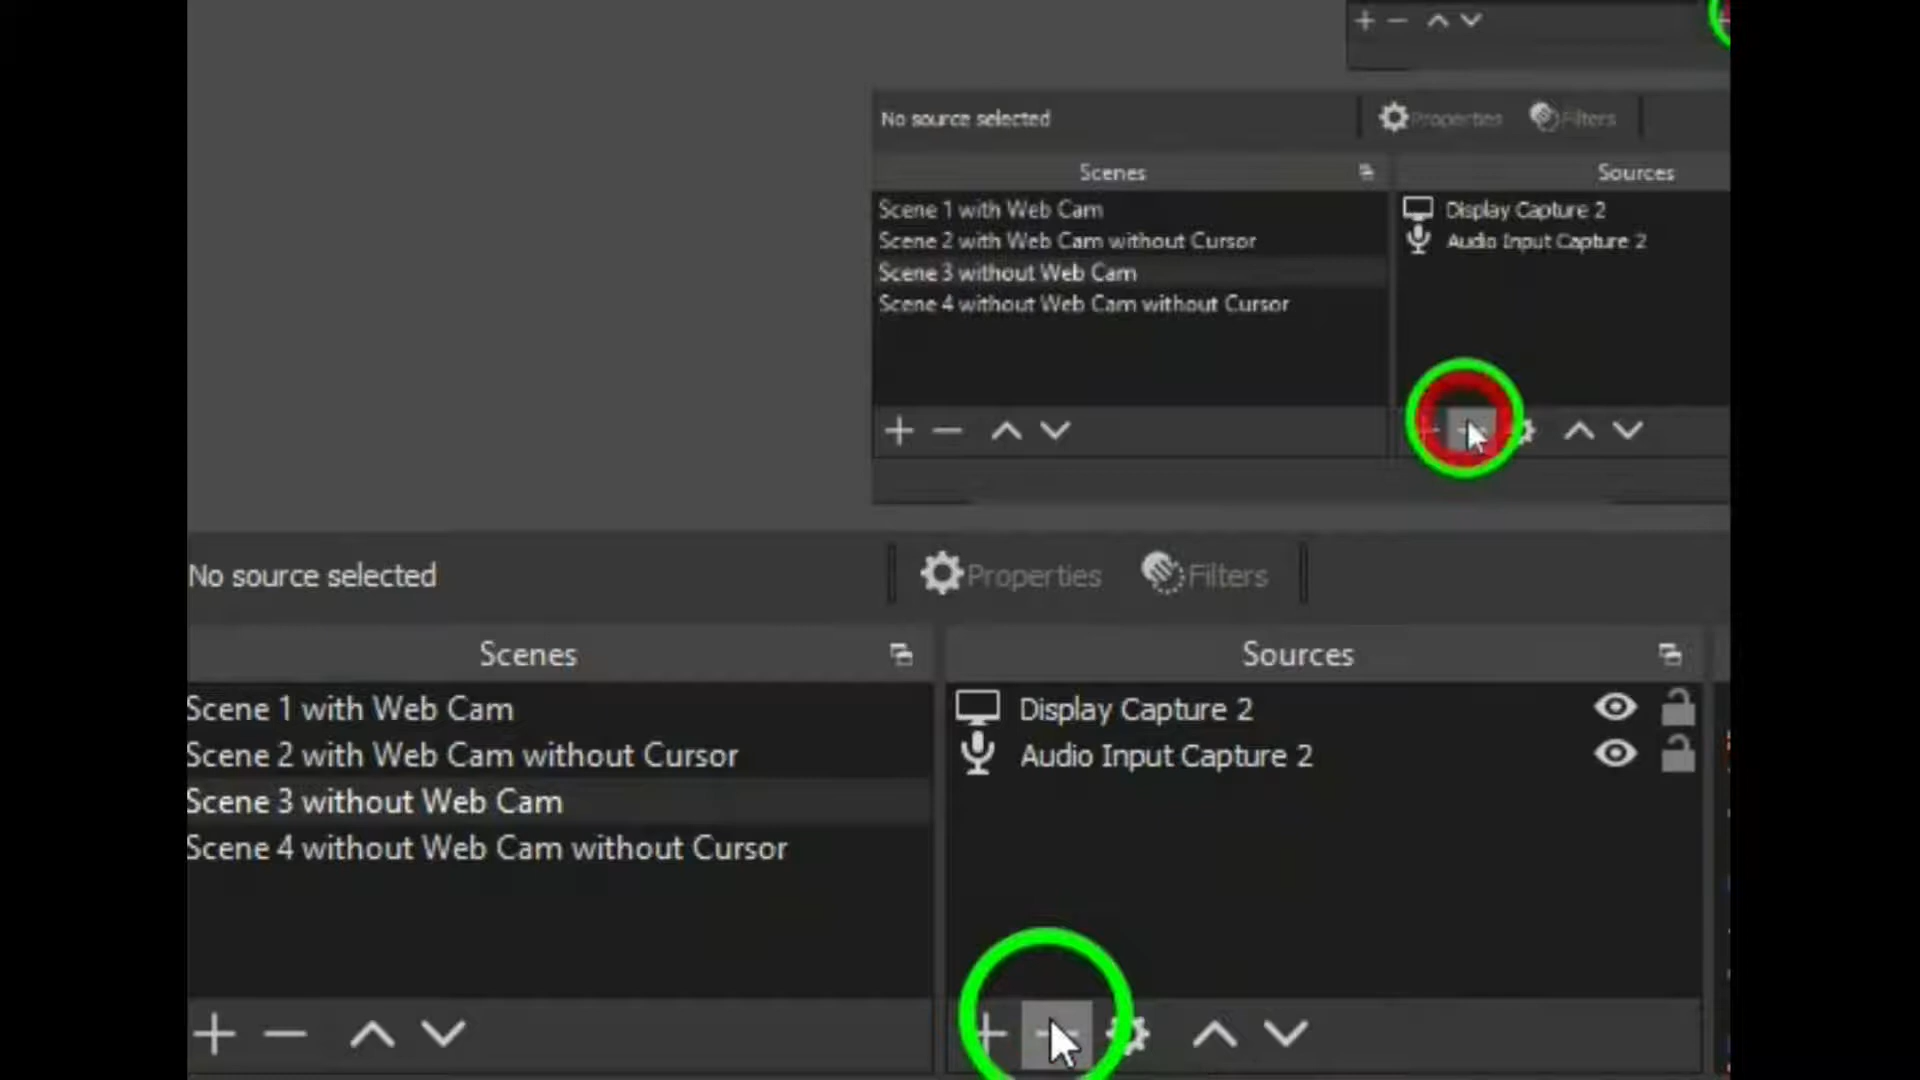 No source selected
Properties Filters
Scenes
Sources
Scene 1 with Web Cam
Scene 2 with Web Cam without Cursor
Scene 3 without Web Cam
Scene 4 without Web Cam without Cursor
Display Capture 2
Audio Input Capture 2
No source selected
Properties Filters
Scenes
Sources
Scene 1 with Web Cam
Scene 2 with Web Cam without Cursor
Scene 3 without Web Cam
Scene 4 without Web Cam without Cursor
Display Capture 2
Audio Input Capture 2